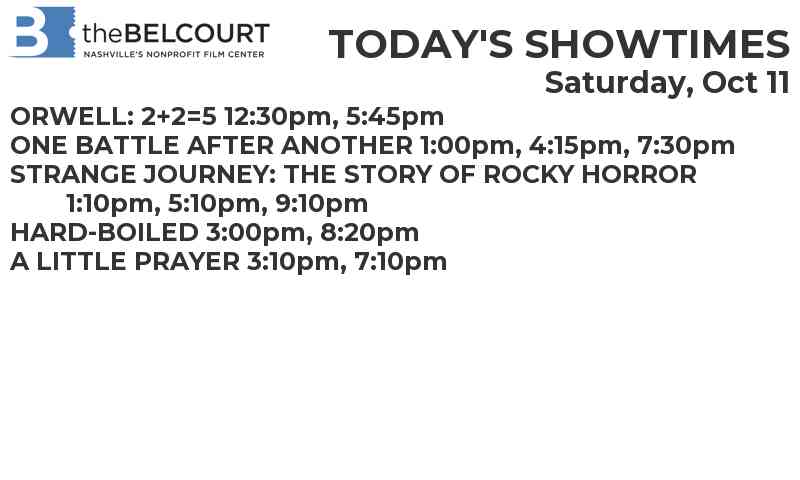 B theBELCOURT
NASHVILLE'S NONPROFIT FILM CENTER
TODAY'S SHOWTIMES
Saturday, Oct 11
ORWELL: 2+2=5 12:30pm, 5:45pm
ONE BATTLE AFTER ANOTHER 1:00pm, 4:15pm, 7:30pm
STRANGE JOURNEY: THE STORY OF ROCKY HORROR
1:10pm, 5:10pm, 9:10pm
HARD-BOILED 3:00pm, 8:20pm
A LITTLE PRAYER 3:10pm, 7:10pm